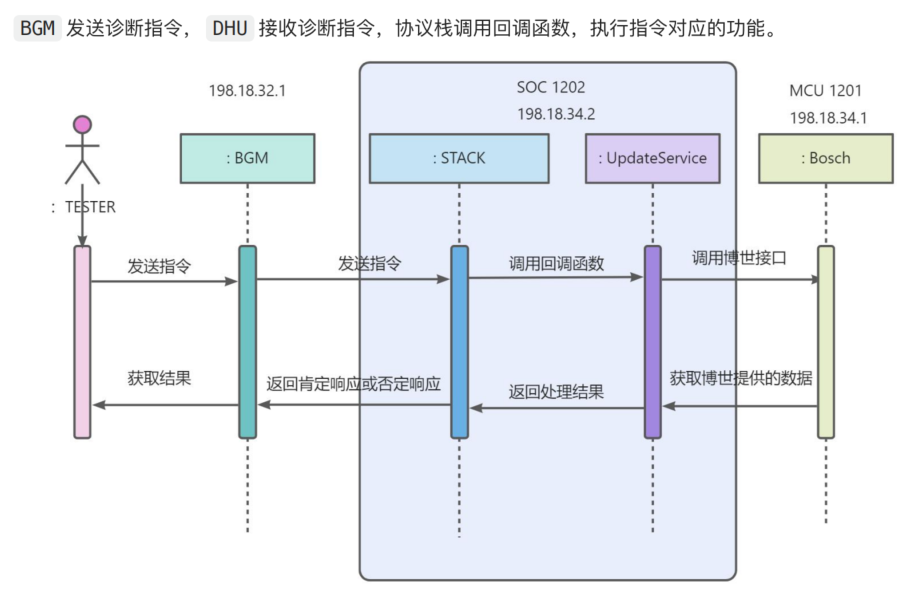 BGM 发送诊断指令， DHU 接收诊断指令，协议栈调用回调函数，执行指令对应的功能。
198.18.32.1
SOC 1202
198.18.34.2
MCU 1201
198.18.34.1
: BGM
: STACK
: UpdateService
: Bosch
: TESTER
发送指令
发送指令
调用回调函数
调用博世接口
获取结果
返回肯定响应或否定响应
返回处理结果
获取博世提供的数据